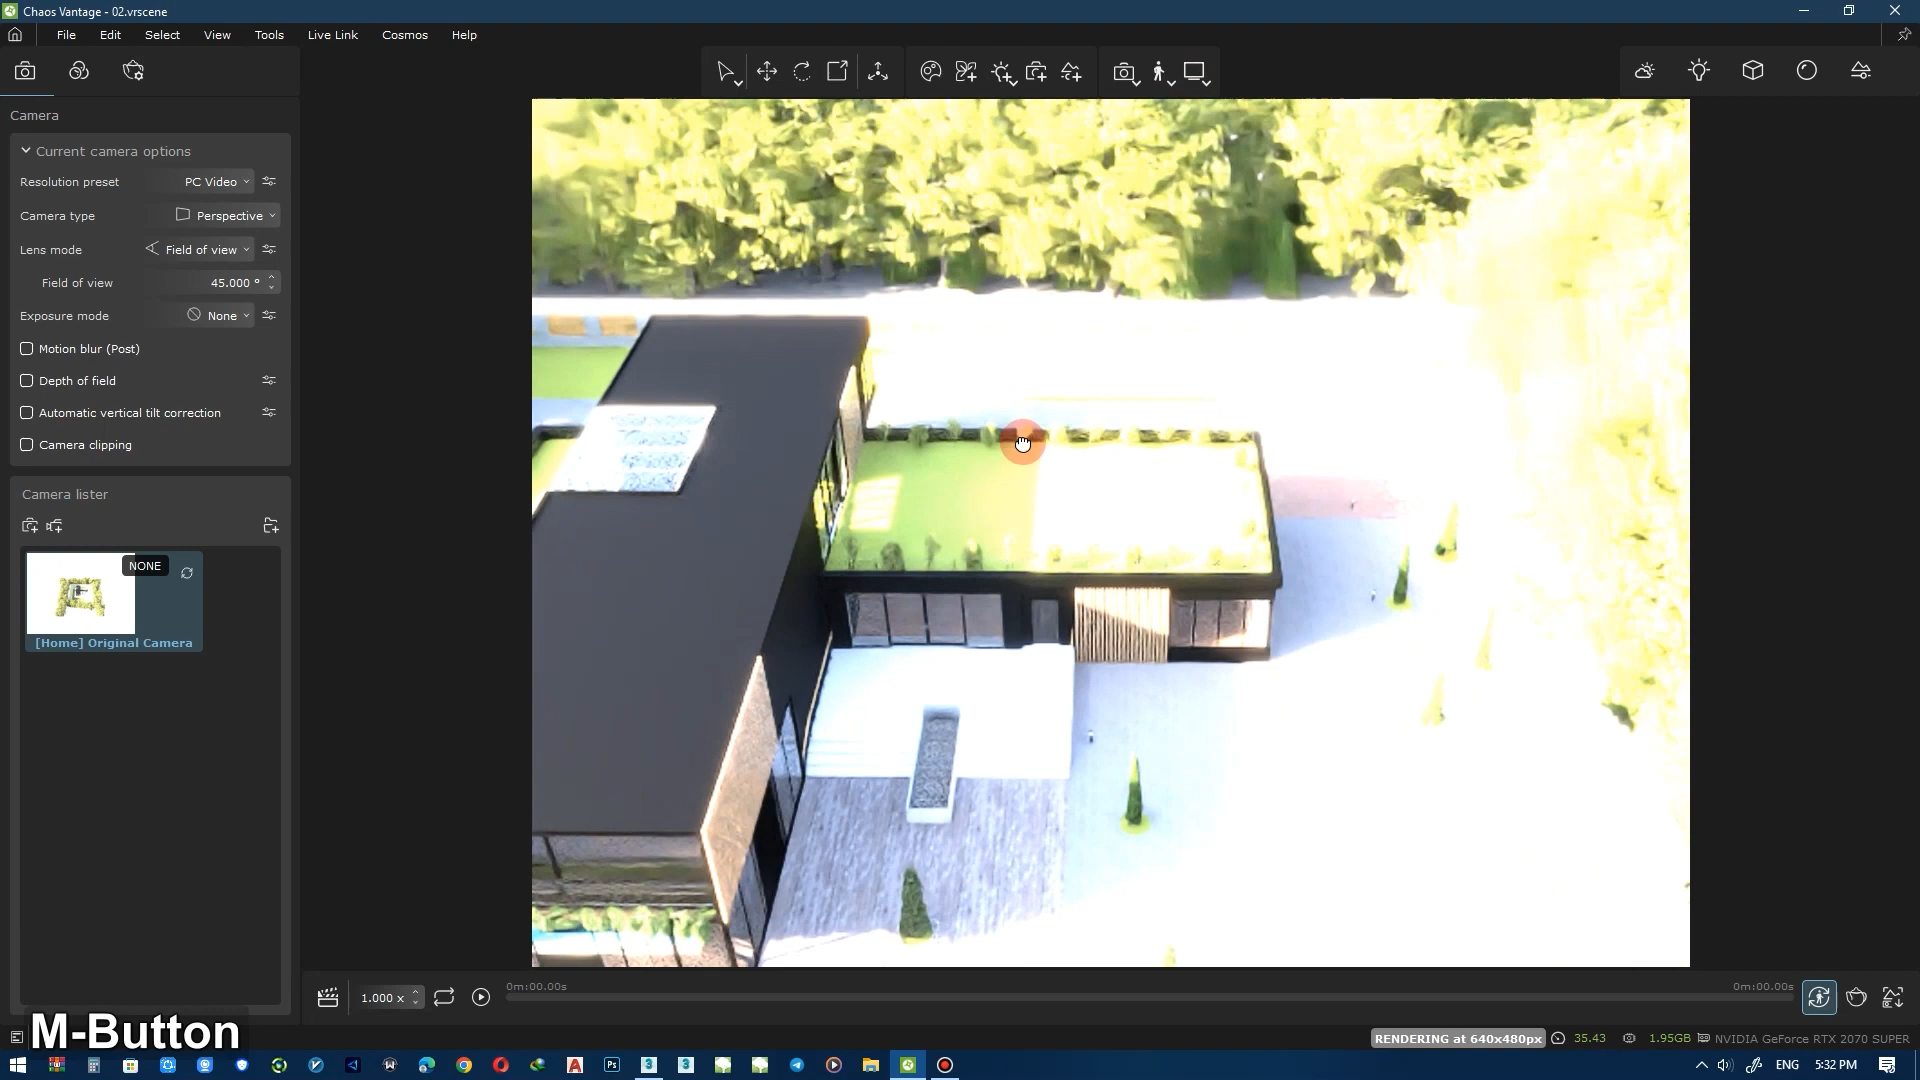 Chaos Vantage - 02.vrscene
File Edit Select View Tools Live Link Cosmos Help
Camera
Current camera options
Resolution preset PC Video
Camera type Perspective
Lens mode Field of view
Field of view 45.000 °
Exposure mode None
Motion blur (Post)
Depth of field
Automatic vertical tilt correction
Camera clipping
Camera lister
NONE
[Home] Original Camera
0m:00.00s 0m:00.00s
1.000 x
M-Button
RENDERING at 640x480px 35.43 1.95GB NVIDIA GeForce RTX 2070 SUPER
ENG 5:32 PM